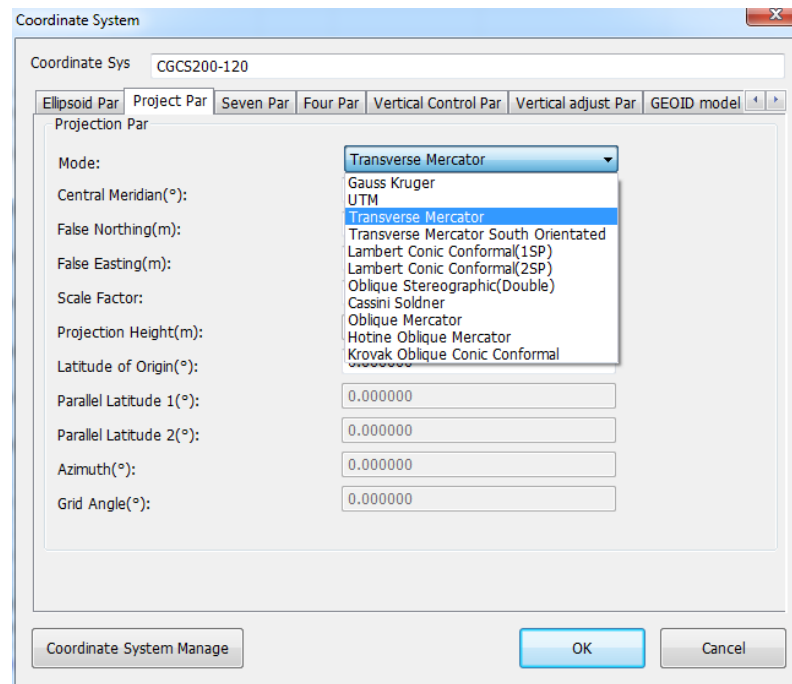 Coordinate System
Coordinate Sys CGCS200-120
Ellipsoid Par Project Par Seven Par Four Par Vertical Control Par Vertical adjust Par GEOID model
Projection Par
Mode: Transverse Mercator
Gauss Kruger
Central Meridian(°):
UTM
Transverse Mercator
False Northing(m):
Transverse Mercator South Orientated
Lambert Conic Conformal(1SP)
False Easting(m):
Lambert Conic Conformal(2SP)
Oblique Stereographic(Double)
Scale Factor:
Cassini Soldner
Oblique Mercator
Projection Height(m):
Hotine Oblique Mercator
Krovak Oblique Conic Conformal
Latitude of Origin(°):
Parallel Latitude 1(°): 0.000000
Parallel Latitude 2(°): 0.000000
Azimuth(°): 0.000000
Grid Angle(°): 0.000000
Coordinate System Manage OK Cancel